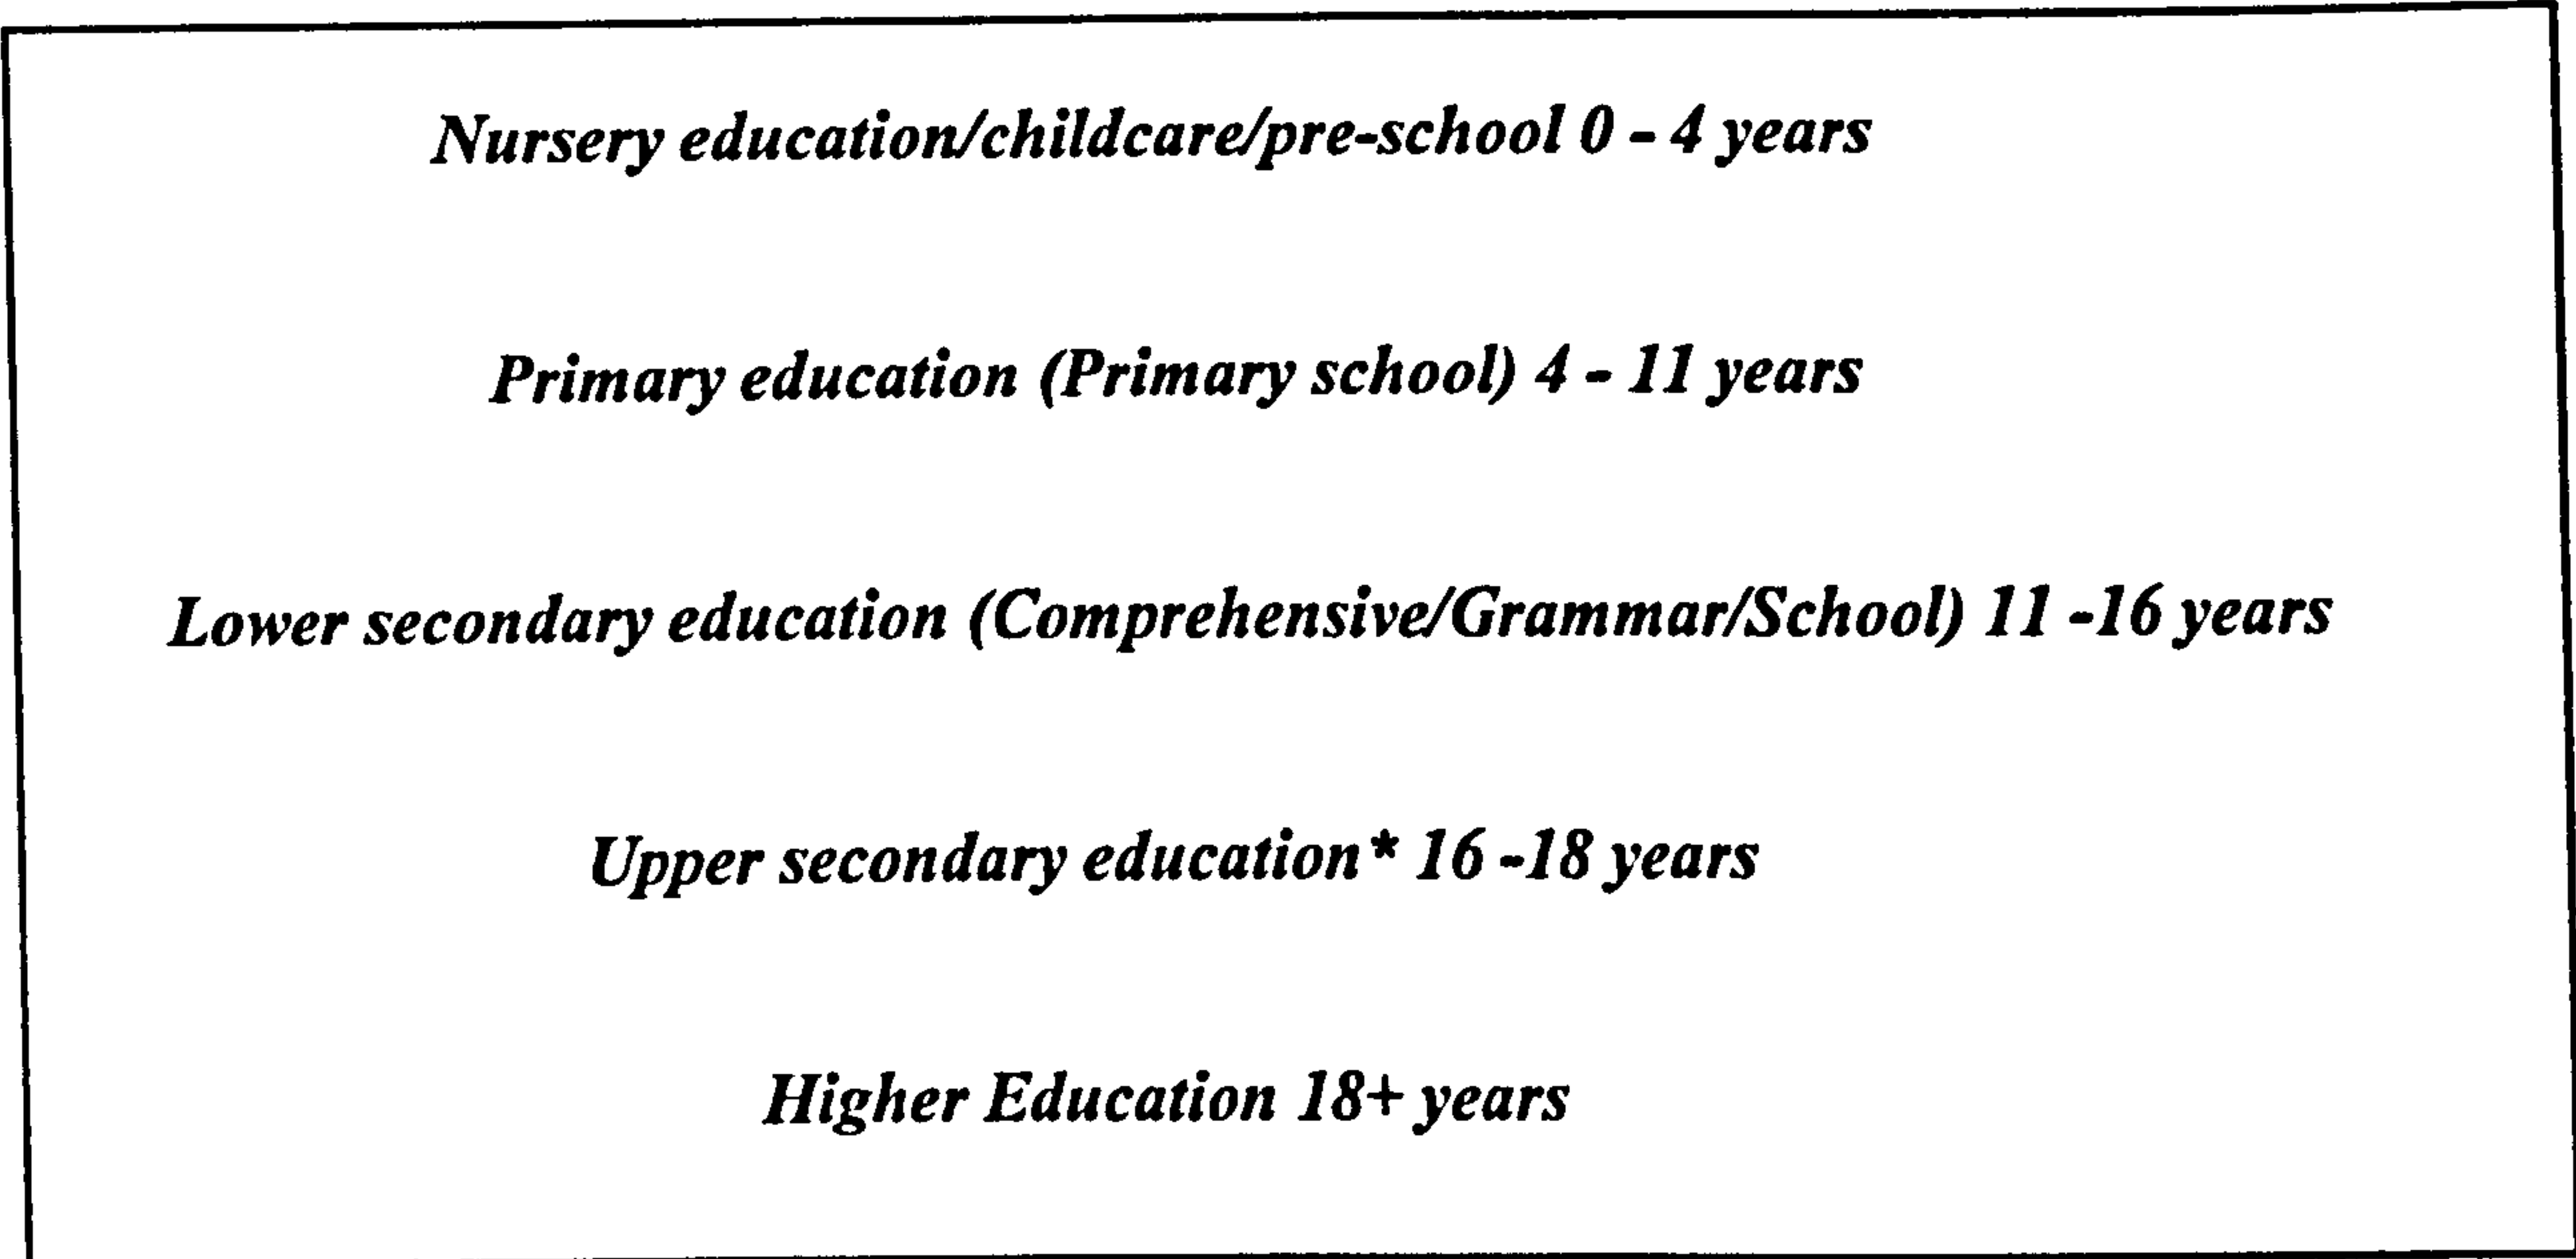 Nursery education/childcare/pre-school 0 - 4 years
Primary education (Primary school) 4 - 11 years
Lower secondary education (Comprehensive/Grammar/School) 11 -16 years
Upper secondary education* 16 -18 years
Higher Education 18+ years